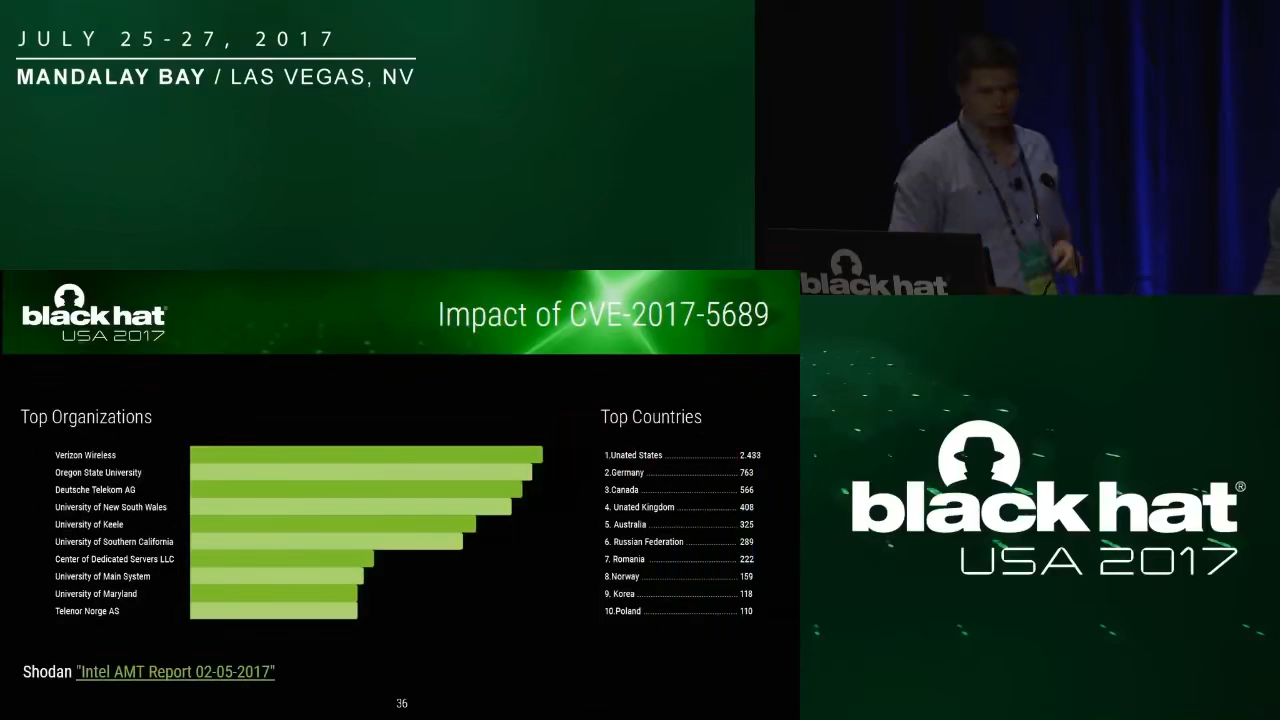 JULY 25-27, 2017
MANDALAY BAY / LAS VEGAS, NV
black hat
black hat®
USA 2017
Impact of CVE-2017-5689
Top Organizations
Verizon Wireless
Oregon State University
Deutsche Telekom AG
University of New South Wales
University of Keele
University of Southern California
Center of Dedicated Servers LLC
University of Main System
University of Maryland
Telenor Norge AS
Top Countries
1.Unated States 2.433
2.Germany 763
3.Canada 566
4. Unated Kungdom 408
5. Australia 325
6. Russian Federation 289
7. Romania 222
8.Norway 159
9. Korea 118
10.Poland 110
Shodan "Intel AMT Report 02-05-2017"
36
black hat®
USA 2017